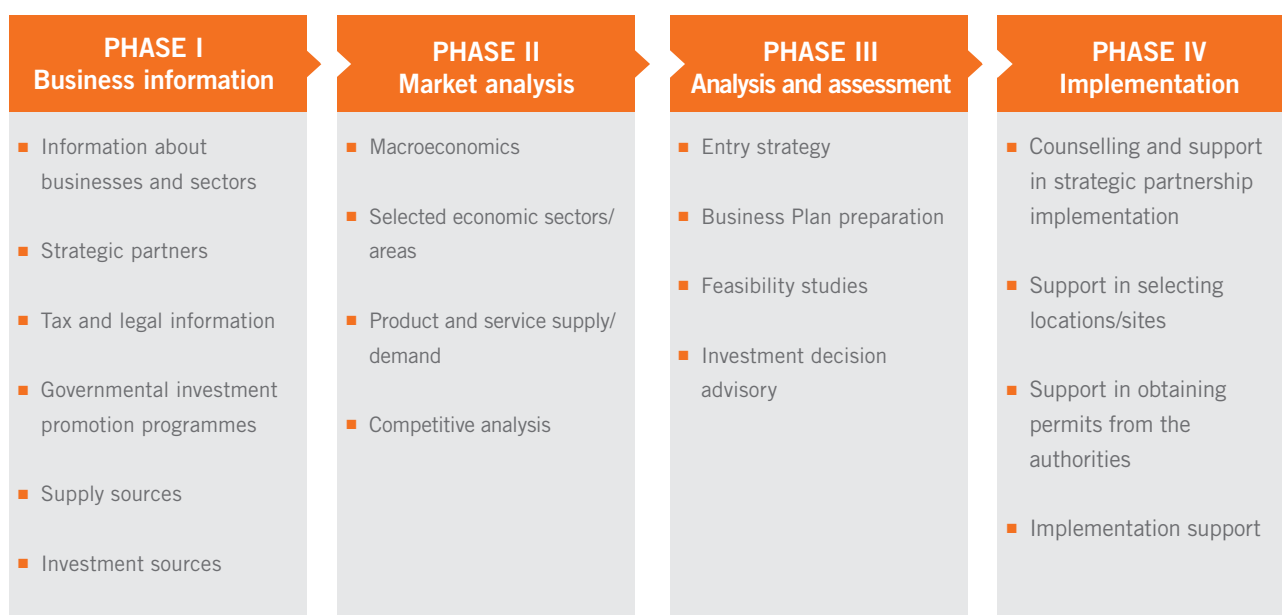 PHASE I
Business information
■ Information about
businesses and sectors
■ Strategic partners
■ Tax and legal information
■ Governmental investment
promotion programmes
■ Supply sources
■ Investment sources
PHASE II
Market analysis
■ Macroeconomics
■ Selected economic sectors/
areas
■ Product and service supply/
demand
■ Competitive analysis
PHASE III
Analysis and assessment
■ Entry strategy
■ Business Plan preparation
■ Feasibility studies
■ Investment decision
advisory
PHASE IV
Implementation
■ Counselling and support
in strategic partnership
implementation
■ Support in selecting
locations/sites
■ Support in obtaining
permits from the
authorities
■ Implementation support